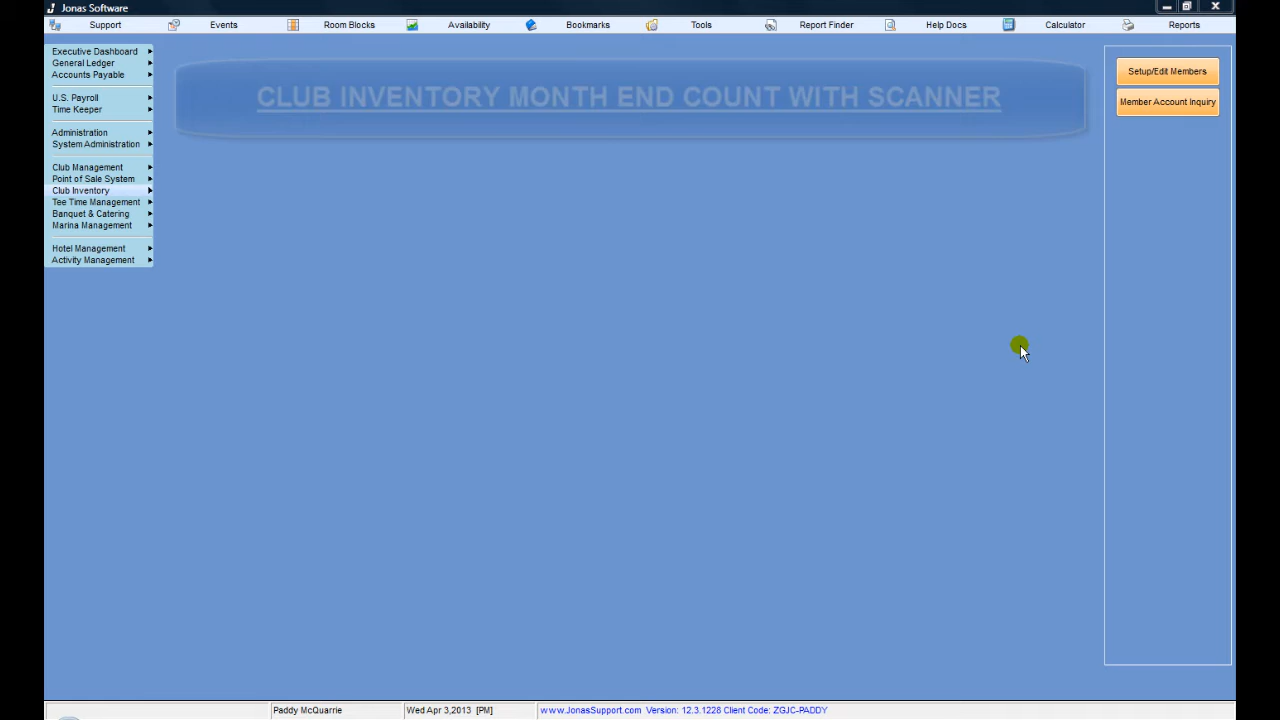 Jonas Software
Support Events Room Blocks Availability Bookmarks Tools Report Finder Help Docs Calculator Reports
Executive Dashboard
General Ledger
Accounts Payable
U.S. Payroll
Time Keeper
Administration
System Administration
Club Management
Point of Sale System
Club Inventory
Tee Time Management
Banquet & Catering
Marina Management
Hotel Management
Activity Management
CLUB INVENTORY MONTH END COUNT WITH SCANNER
Setup/Edit Members
Member Account Inquiry
Paddy McQuarrie Wed Apr 3,2013 [PM] www.JonasSupport.com Version: 12.3.1228 Client Code: ZGJC-PADDY